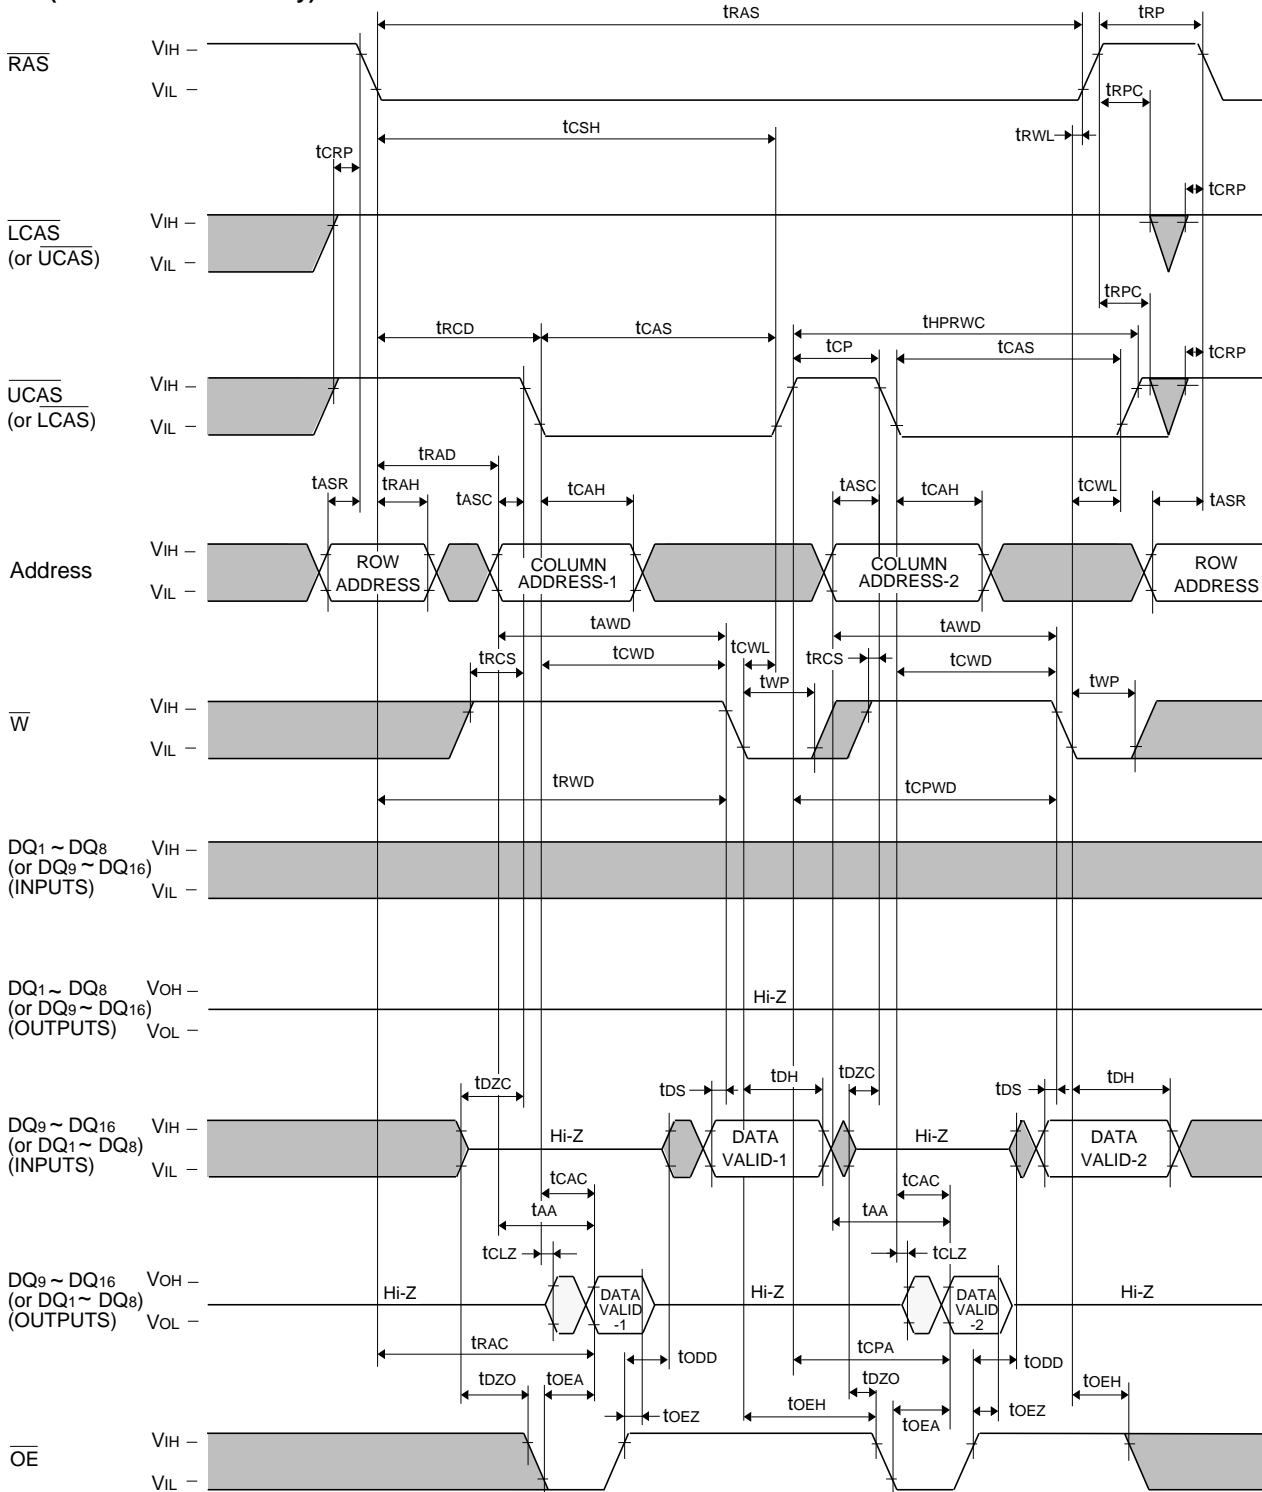 tRAS
tRP
RAS
VIH
VIL
tRPC
tCSH
tRWL
tCRP
tCRP
LCAS
(or UCAS)
VIH
VIL
tRPC
tRCD
tCAS
tHPRWC
tCP
tCAS
tCRP
UCAS
(or LCAS)
VIH
VIL
tRAD
tASR
tRAH
tASC
tCAH
tASC
tCAH
tCWL
tASR
Address
VIH
VIL
ROW
ADDRESS
COLUMN
ADDRESS-1
COLUMN
ADDRESS-2
ROW
ADDRESS
tAWD
tAWD
tRCS
tCWD
tCWL
tRCS
tCWD
tWP
tWP
W
VIH
VIL
tRWD
tCPWD
DQ1 ~ DQ8
(or DQ9 ~ DQ16)
(INPUTS)
VIH
VIL
DQ1 ~ DQ8
(or DQ9 ~ DQ16)
(OUTPUTS)
VOH
VOL
Hi-Z
tDZC
tDS
tDH
tDZC
tDS
tDH
DQ9 ~ DQ16
(or DQ1 ~ DQ8)
(INPUTS)
VIH
VIL
Hi-Z
DATA
VALID-1
Hi-Z
DATA
VALID-2
tCAC
tCAC
tAA
tAA
tCLZ
tCLZ
DQ9 ~ DQ16
(or DQ1 ~ DQ8)
(OUTPUTS)
VOH
VOL
Hi-Z
DATA
VALID
-1
Hi-Z
DATA
VALID
-2
Hi-Z
tRAC
tODD
tCPA
tODD
tDZO
tOEA
tDZO
tOEH
tOEZ
tOEH
tOEA
tOEZ
OE
VIH
VIL